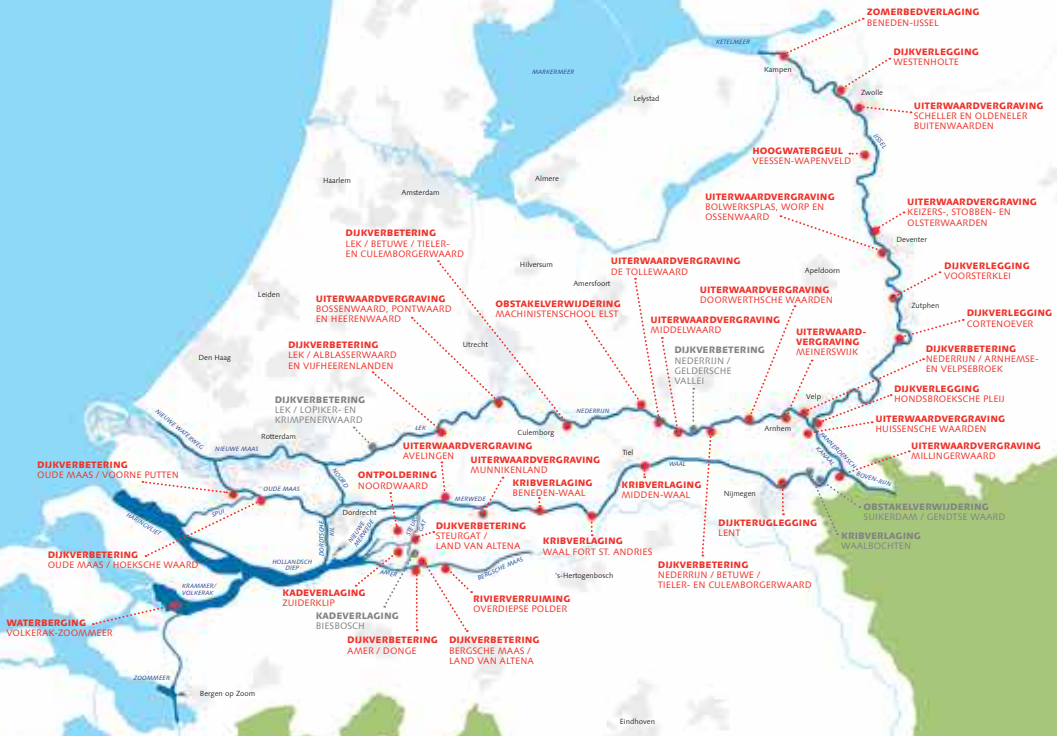 ZOMERBEDVERLAGING
BENEDEN-IJSSEL
KETELMEER
Kampen
DIJKVERLEGGING
WESTENHOLTE
MARKERMEER
Lelystad
Zwolle
UITERWAARDVERGRAVING
SCHELLER EN OLDENELER
BUITENWAARDEN
IJSSEL
HOOGWATERGEUL
VEESSEN-WAPENVELD
Haarlem
Amsterdam
Almere
UITERWAARDVERGRAVING
BOLWERKSPLAS, WORP EN
OSSENWAARD
UITERWAARDVERGRAVING
KEIZERS-, STOBBEN- EN
OLSTERWAARDEN
Deventer
DIJKVERBETERING
LEK / BETUWE / TIELER-
EN CULEMBORGERWAARD
Hilversum
Amersfoort
UITERWAARDVERGRAVING
DE TOLLEWAARD
Apeldoorn
DIJKVERLEGGING
VOORSTERKLEI
Leiden
UITERWAARDVERGRAVING
BOSSENWAARD, PONTWAARD
EN HEERENWAARD
OBSTAKELVERWIJDERING
MACHINISTENSCHOOL ELST
UITERWAARDVERGRAVING
DOORWERTHSCHE WAARDEN
Zutphen
DIJKVERLEGGING
CORTENOEVER
UITERWAARDVERGRAVING
MIDDELWAARD
UITERWAARD-
VERGRAVING
MEINERSWIJK
Den Haag
DIJKVERBETERING
LEK / ALBLASSERWAARD
EN VIJFHEERENLANDEN
Utrecht
DIJKVERBETERING
NEDERRIJN /
GELDERSCHE
VALLEI
DIJKVERBETERING
NEDERRIJN / ARNHEMSE-
EN VELPSEBROEK
DIJKVERBETERING
LEK / LOPIKER- EN
KRIMPENERWAARD
Velp
DIJKVERLEGGING
HONDSBROEKSCHE PLEIJ
NIEUWE WATERWEG
NIEUWE MAAS
Rotterdam
LEK
Culemborg
NEDERRIJN
Arnhem
UITERWAARDVERGRAVING
HUISSENSCHE WAARDEN
PANNERDENSCH
KANAAL
BOVEN-RIJN
UITERWAARDVERGRAVING
MILLINGERWAARD
DIJKVERBETERING
OUDE MAAS / VOORNE PUTTEN
UITERWAARDVERGRAVING
AVELINGEN
UITERWAARDVERGRAVING
MUNNIKENLAND
Tiel
WAAL
ONTPOLDERING
NOORDWAARD
NOORD
OUDE MAAS
KRIBVERLAGING
BENEDEN-WAAL
KRIBVERLAGING
MIDDEN-WAAL
Nijmegen
MERWEDE
SPUI
HARINGVLIET
Dordrecht
DORDTSCHE
KIL
NIEUWE
MERWEDE
STEUR-
GAT
DIJKVERBETERING
STEURGAT /
LAND VAN ALTENA
KRIBVERLAGING
WAAL FORT ST. ANDRIES
DIJKTERUGLEGGING
LENT
OBSTAKELVERWIJDERING
SUIKERDAM / GENDTSE WAARD
KRIBVERLAGING
WAALBOCHTEN
DIJKVERBETERING
OUDE MAAS / HOEKSCHE WAARD
HOLLANDSCH
DIEP
AMER
BERGSCHE MAAS
's-Hertogenbosch
DIJKVERBETERING
NEDERRIJN / BETUWE /
TIELER- EN CULEMBORGERWAARD
KRAMMER/
VOLKERAK
KADEVERLAGING
ZUIDERKLIP
RIVIERVERRUIMING
OVERDIEPSE POLDER
KADEVERLAGING
BIESBOSCH
WATERBERGING
VOLKERAK-ZOOMMEER
DIJKVERBETERING
AMER / DONGE
DIJKVERBETERING
BERGSCHE MAAS /
LAND VAN ALTENA
ZOOMMEER
Bergen op Zoom
Eindhoven